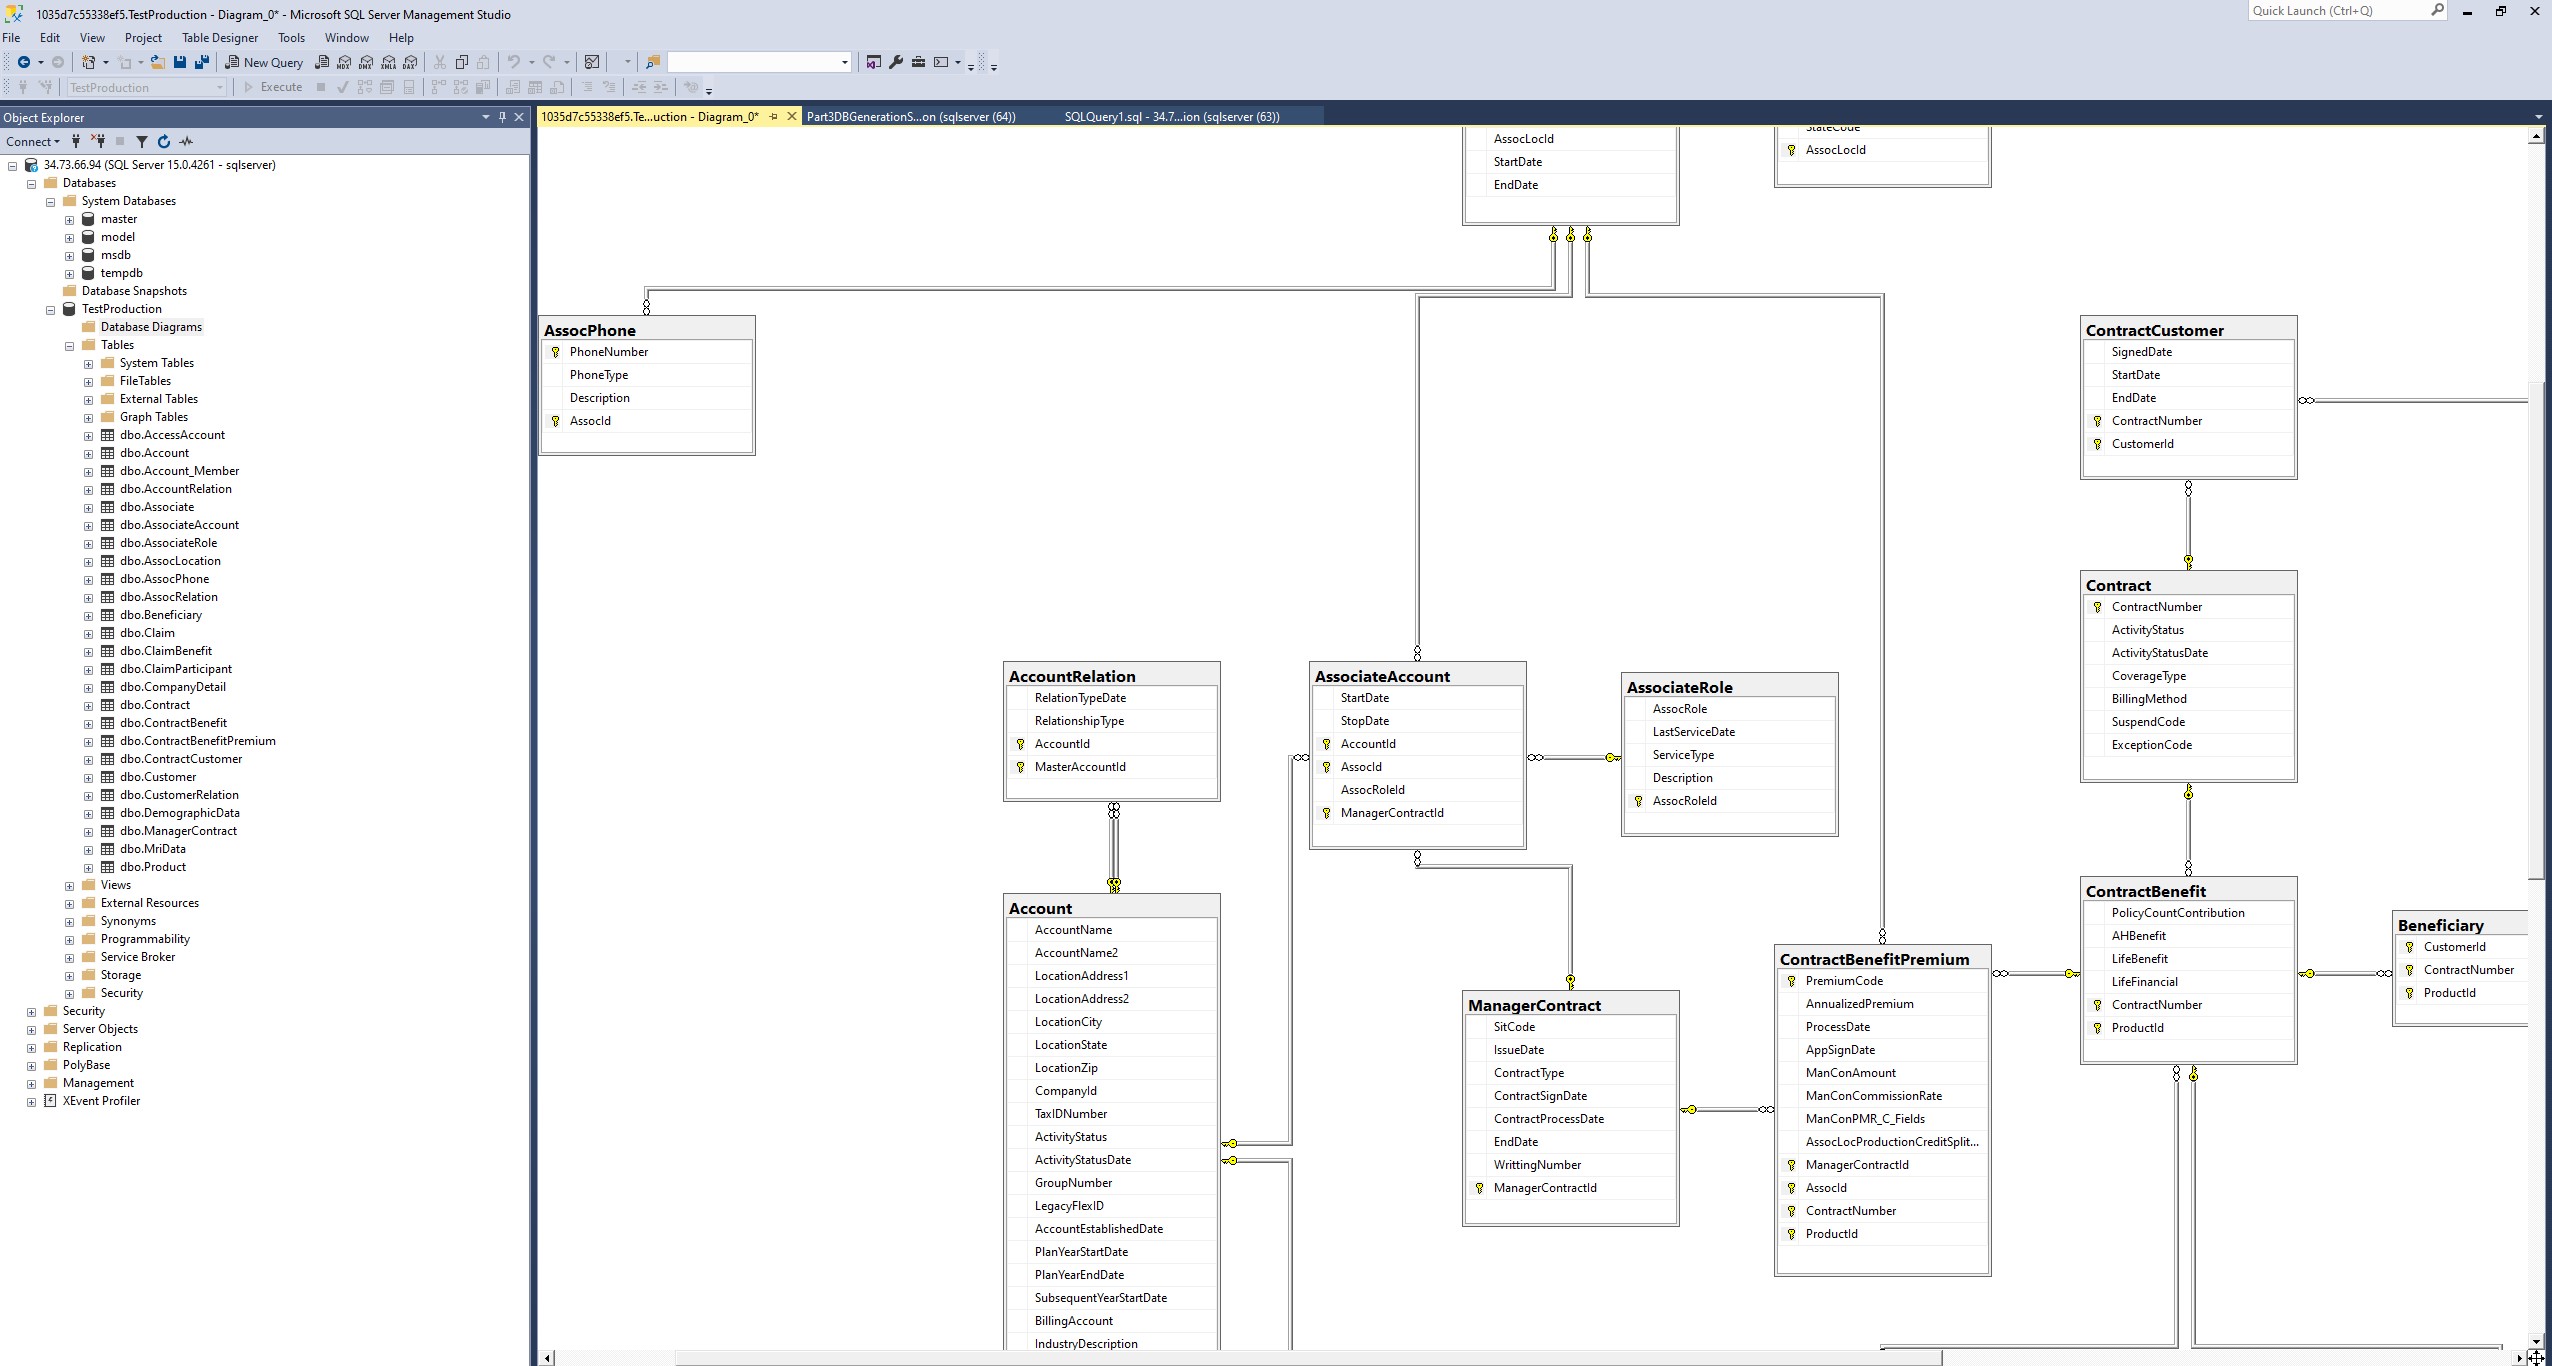 1035d7c55338ef5.TestProduction - Diagram_0* - Microsoft SQL Server Management Studio
Quick Launch (Ctrl+Q)
File Edit View Project Table Designer Tools Window Help
New Query MDX DMX XMLA DAX
TestProduction Execute
Object Explorer
1035d7c55338ef5.Te...uction - Diagram_0* Part3DBGenerationS...on (sqlserver (64)) SQLQuery1.sql - 34.7...ion (sqlserver (63))
Connect
34.73.66.94 (SQL Server 15.0.4261 - sqlserver)
Databases
System Databases
master
model
msdb
tempdb
Database Snapshots
TestProduction
Database Diagrams
Tables
System Tables
FileTables
External Tables
Graph Tables
dbo.AccessAccount
dbo.Account
dbo.Account_Member
dbo.AccountRelation
dbo.Associate
dbo.AssociateAccount
dbo.AssociateRole
dbo.AssocLocation
dbo.AssocPhone
dbo.AssocRelation
dbo.Beneficiary
dbo.Claim
dbo.ClaimBenefit
dbo.ClaimParticipant
dbo.CompanyDetail
dbo.Contract
dbo.ContractBenefit
dbo.ContractBenefitPremium
dbo.ContractCustomer
dbo.Customer
dbo.CustomerRelation
dbo.DemographicData
dbo.ManagerContract
dbo.MriData
dbo.Product
Views
External Resources
Synonyms
Programmability
Service Broker
Storage
Security
Security
Server Objects
Replication
PolyBase
Management
XEvent Profiler
AssocLocId
StartDate
EndDate
StateCode
AssocLocId
AssocPhone
PhoneNumber
PhoneType
Description
AssocId
ContractCustomer
SignedDate
StartDate
EndDate
ContractNumber
CustomerId
Contract
ContractNumber
ActivityStatus
ActivityStatusDate
CoverageType
BillingMethod
SuspendCode
ExceptionCode
AccountRelation
RelationTypeDate
RelationshipType
AccountId
MasterAccountId
AssociateAccount
StartDate
StopDate
AccountId
AssocId
AssocRoleId
ManagerContractId
AssociateRole
AssocRole
LastServiceDate
ServiceType
Description
AssocRoleId
Account
AccountName
AccountName2
LocationAddress1
LocationAddress2
LocationCity
LocationState
LocationZip
CompanyId
TaxIDNumber
ActivityStatus
ActivityStatusDate
GroupNumber
LegacyFlexID
AccountEstablishedDate
PlanYearStartDate
PlanYearEndDate
SubsequentYearStartDate
BillingAccount
IndustryDescription
ManagerContract
SitCode
IssueDate
ContractType
ContractSignDate
ContractProcessDate
EndDate
WrittingNumber
ManagerContractId
ContractBenefitPremium
PremiumCode
AnnualizedPremium
ProcessDate
AppSignDate
ManConAmount
ManConCommissionRate
ManConPMR_C_Fields
AssocLocProductionCreditSplit...
ManagerContractId
AssocId
ContractNumber
ProductId
ContractBenefit
PolicyCountContribution
AHBenefit
LifeBenefit
LifeFinancial
ContractNumber
ProductId
Beneficiary
CustomerId
ContractNumber
ProductId